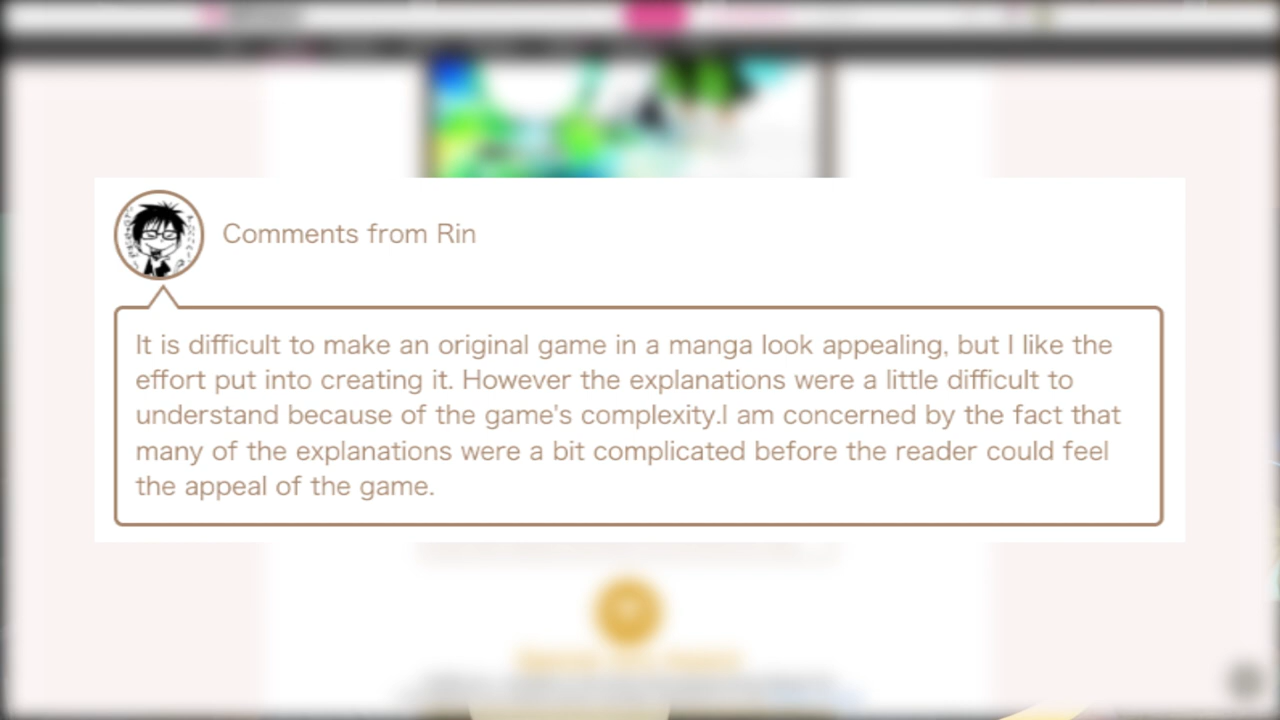 Comments from Rin
It is difficult to make an original game in a manga look appealing, but I like the
effort put into creating it. However the explanations were a little difficult to
understand because of the game's complexity.I am concerned by the fact that
many of the explanations were a bit complicated before the reader could feel
the appeal of the game.